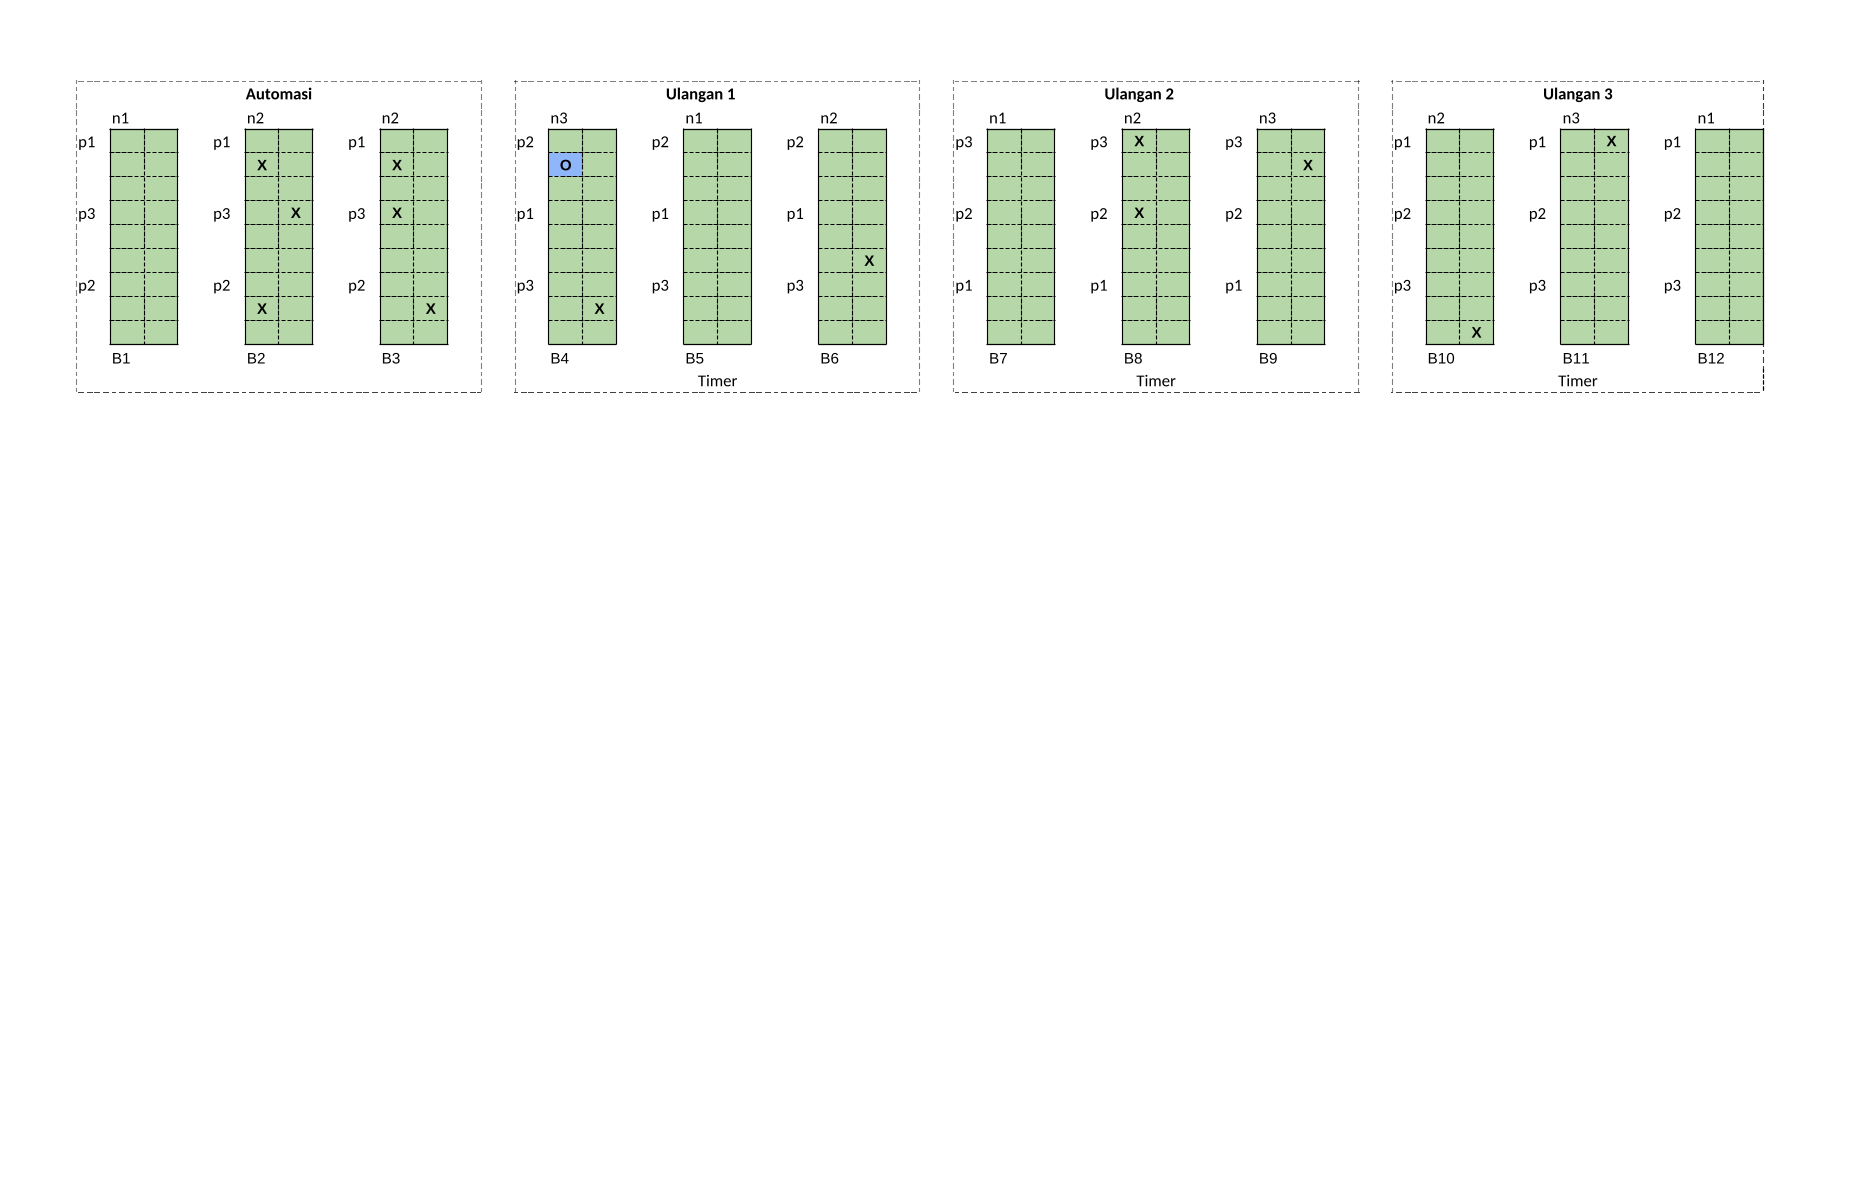 Automasi Ulangan 1 Ulangan 2 Ulangan 3
n1 n2 n2 n3 n1 n2 n1 n2 n3 n2 n3 n1
p1 p1 p1 p2 p2 p2 p3 p3 X p3 p1 p1 X p1
X X O X
p3 p3 X p3 X p1 p1 p1 p2 p2 X p2 p2 p2 p2
X
p2 p2 p2 p3 p3 p3 p1 p1 p1 p3 p3 p3
X X X
X
B1 B2 B3 B4 B5 B6 B7 B8 B9 B10 B11 B12
Timer Timer Timer